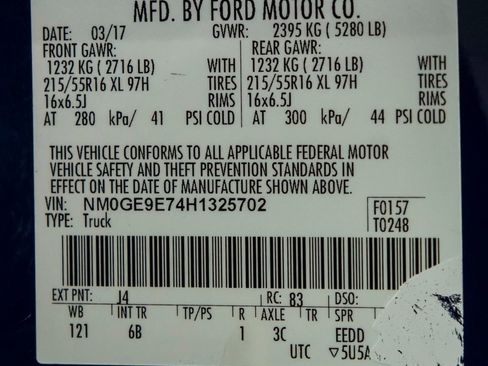 MFD. BY FORD MOTOR CO.
DATE: 03/17 GVWR: 2395 KG ( 5280 LB)
FRONT GAWR: REAR GAWR:
1232 KG ( 2716 LB) WITH 1232 KG ( 2716 LB) WITH
215/55R16 XL 97H TIRES 215/55R16 XL 97H TIRES
16x6.5J RIMS 16x6.5J RIMS
AT 280 kPa/ 41 PSI COLD AT 300 kPa/ 44 PSI COLD
THIS VEHICLE CONFORMS TO ALL APPLICABLE FEDERAL MOTOR
VEHICLE SAFETY AND THEFT PREVENTION STANDARDS IN
EFFECT ON THE DATE OF MANUFACTURE SHOWN ABOVE.
VIN: NM0GE9E74H1325702 F0157
TYPE: Truck T0248
EXT PNT: J4 RC: 83 DSO:
WB INT TR TP/PS R AXLE TR SPR
121 6B 1 3C EEDD
UTC ▽5U5A